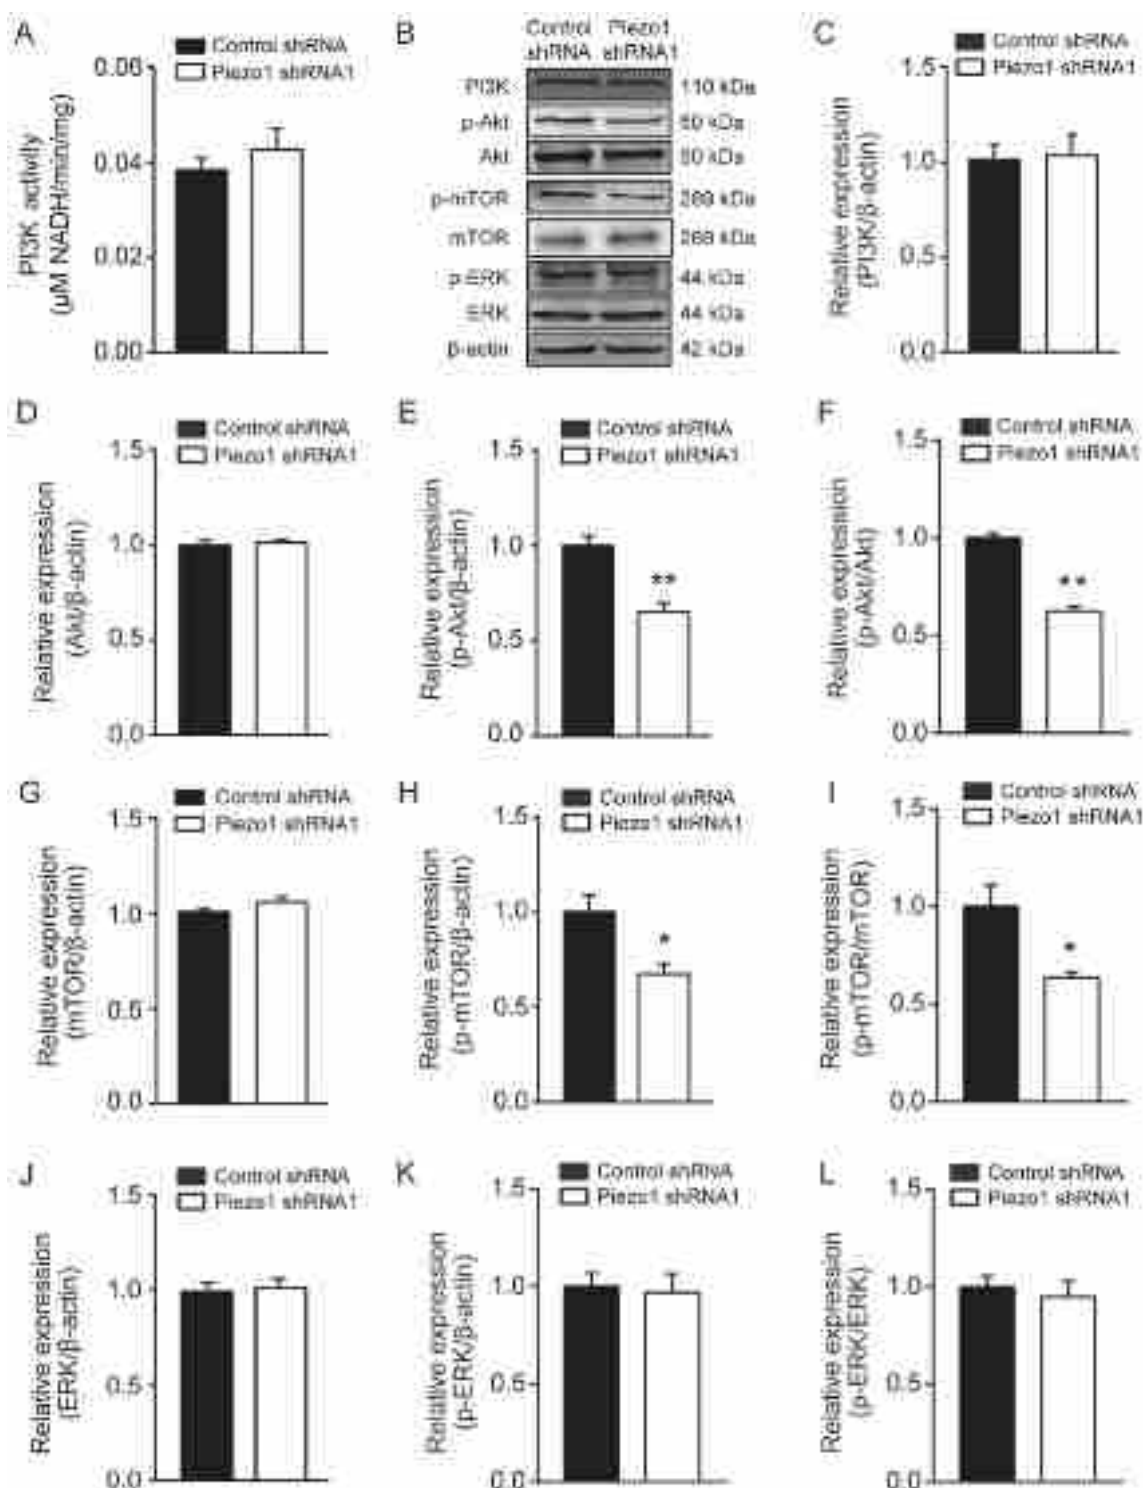 A
Control shRNA
Piezo1 shRNA1
0.06
0.04
0.02
0.00
PI3K activity
(μM NADH/min/mg)
B
Control
shRNA
Piezo1
shRNA1
PI3K
110 kDa
p-Akt
60 kDa
Akt
60 kDa
p-mTOR
289 kDa
mTOR
289 kDa
p-ERK
44 kDa
ERK
44 kDa
β-actin
42 kDa
C
Control shRNA
Piezo1 shRNA1
1.5
1.0
0.5
0.0
Relative expression
(PI3K/β-actin)
D
Control shRNA
Piezo1 shRNA1
1.5
1.0
0.5
0.0
Relative expression
(Akt/β-actin)
E
Control shRNA
Piezo1 shRNA1
1.5
1.0
0.5
0.0
**
Relative expression
(p-Akt/β-actin)
F
Control shRNA
Piezo1 shRNA1
1.5
1.0
0.5
0.0
**
Relative expression
(p-Akt/Akt)
G
Control shRNA
Piezo1 shRNA1
1.5
1.0
0.5
0.0
Relative expression
(mTOR/β-actin)
H
Control shRNA
Piezo1 shRNA1
1.5
1.0
0.5
0.0
*
Relative expression
(p-mTOR/β-actin)
I
Control shRNA
Piezo1 shRNA1
1.5
1.0
0.5
0.0
*
Relative expression
(p-mTOR/mTOR)
J
Control shRNA
Piezo1 shRNA1
1.5
1.0
0.5
0.0
Relative expression
(ERK/β-actin)
K
Control shRNA
Piezo1 shRNA1
1.5
1.0
0.5
0.0
Relative expression
(p-ERK/β-actin)
L
Control shRNA
Piezo1 shRNA1
1.5
1.0
0.5
0.0
Relative expression
(p-ERK/ERK)